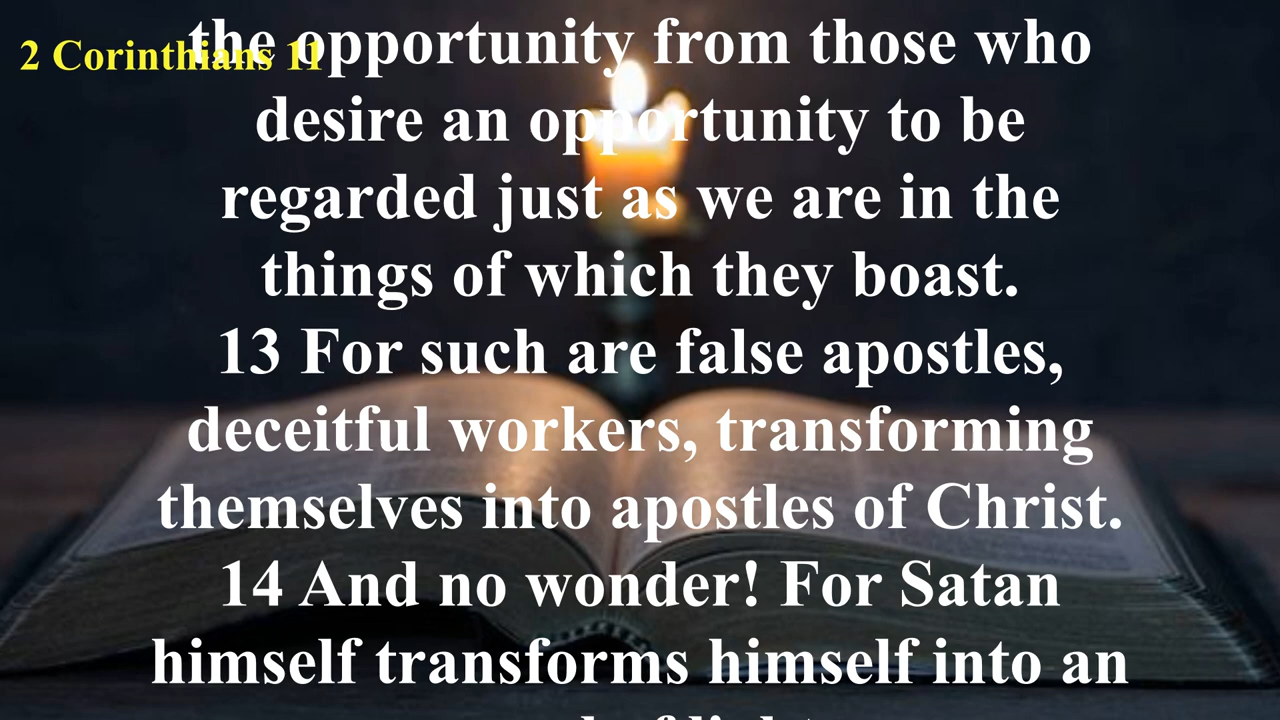 2 Corinthians 11
the opportunity from those who
desire an opportunity to be
regarded just as we are in the
things of which they boast.
13 For such are false apostles,
deceitful workers, transforming
themselves into apostles of Christ.
14 And no wonder! For Satan
himself transforms himself into an